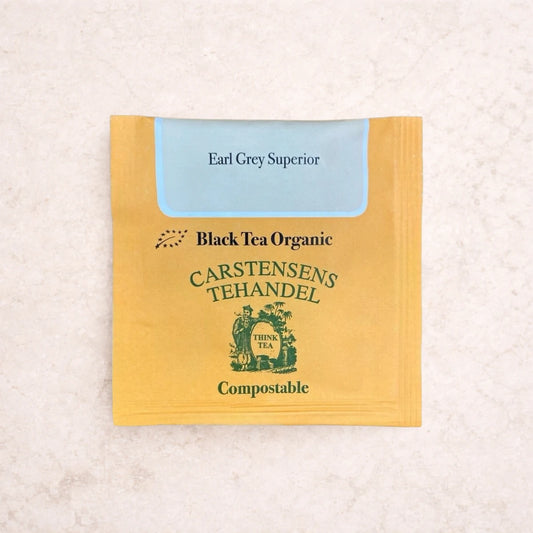 Earl Grey Superior
Black Tea Organic
CARSTENSENS
TEHANDEL
THINK
TEA
Compostable